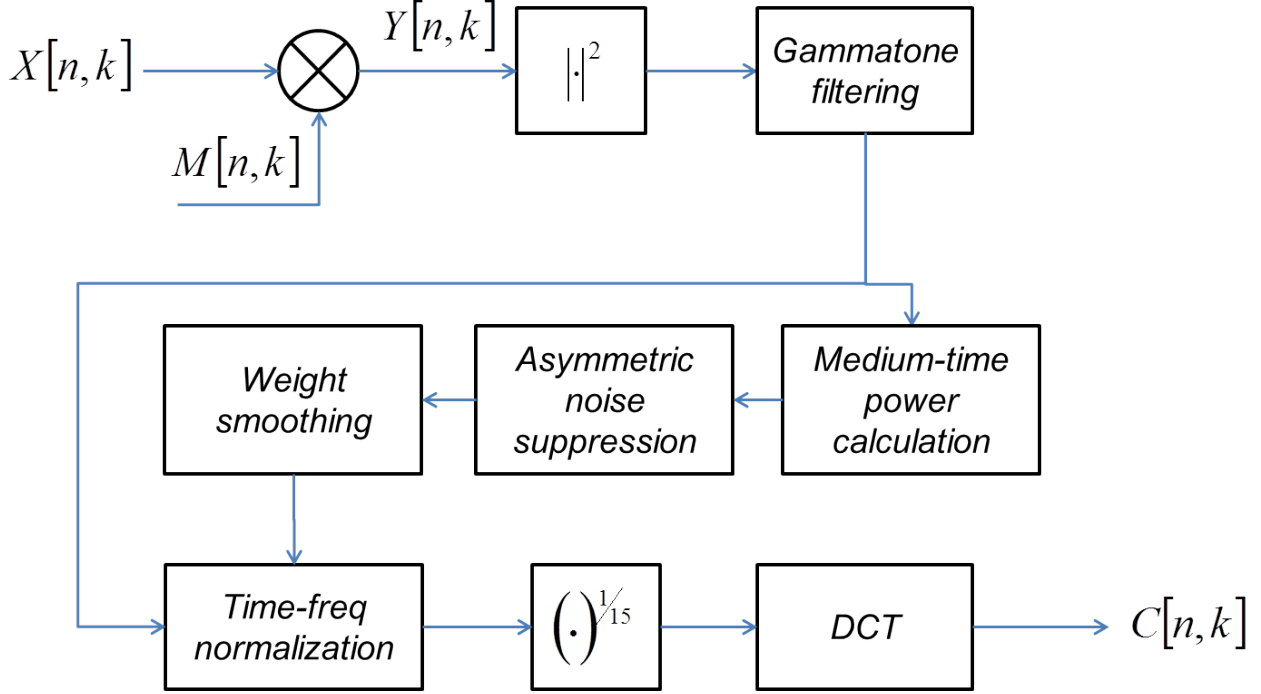 X[n,k]
Y[n,k]
M[n,k]
|·|²
Gammatone
filtering
Weight
smoothing
Asymmetric
noise
suppression
Medium-time
power
calculation
Time-freq
normalization
(.)^1/15
DCT
C[n,k]